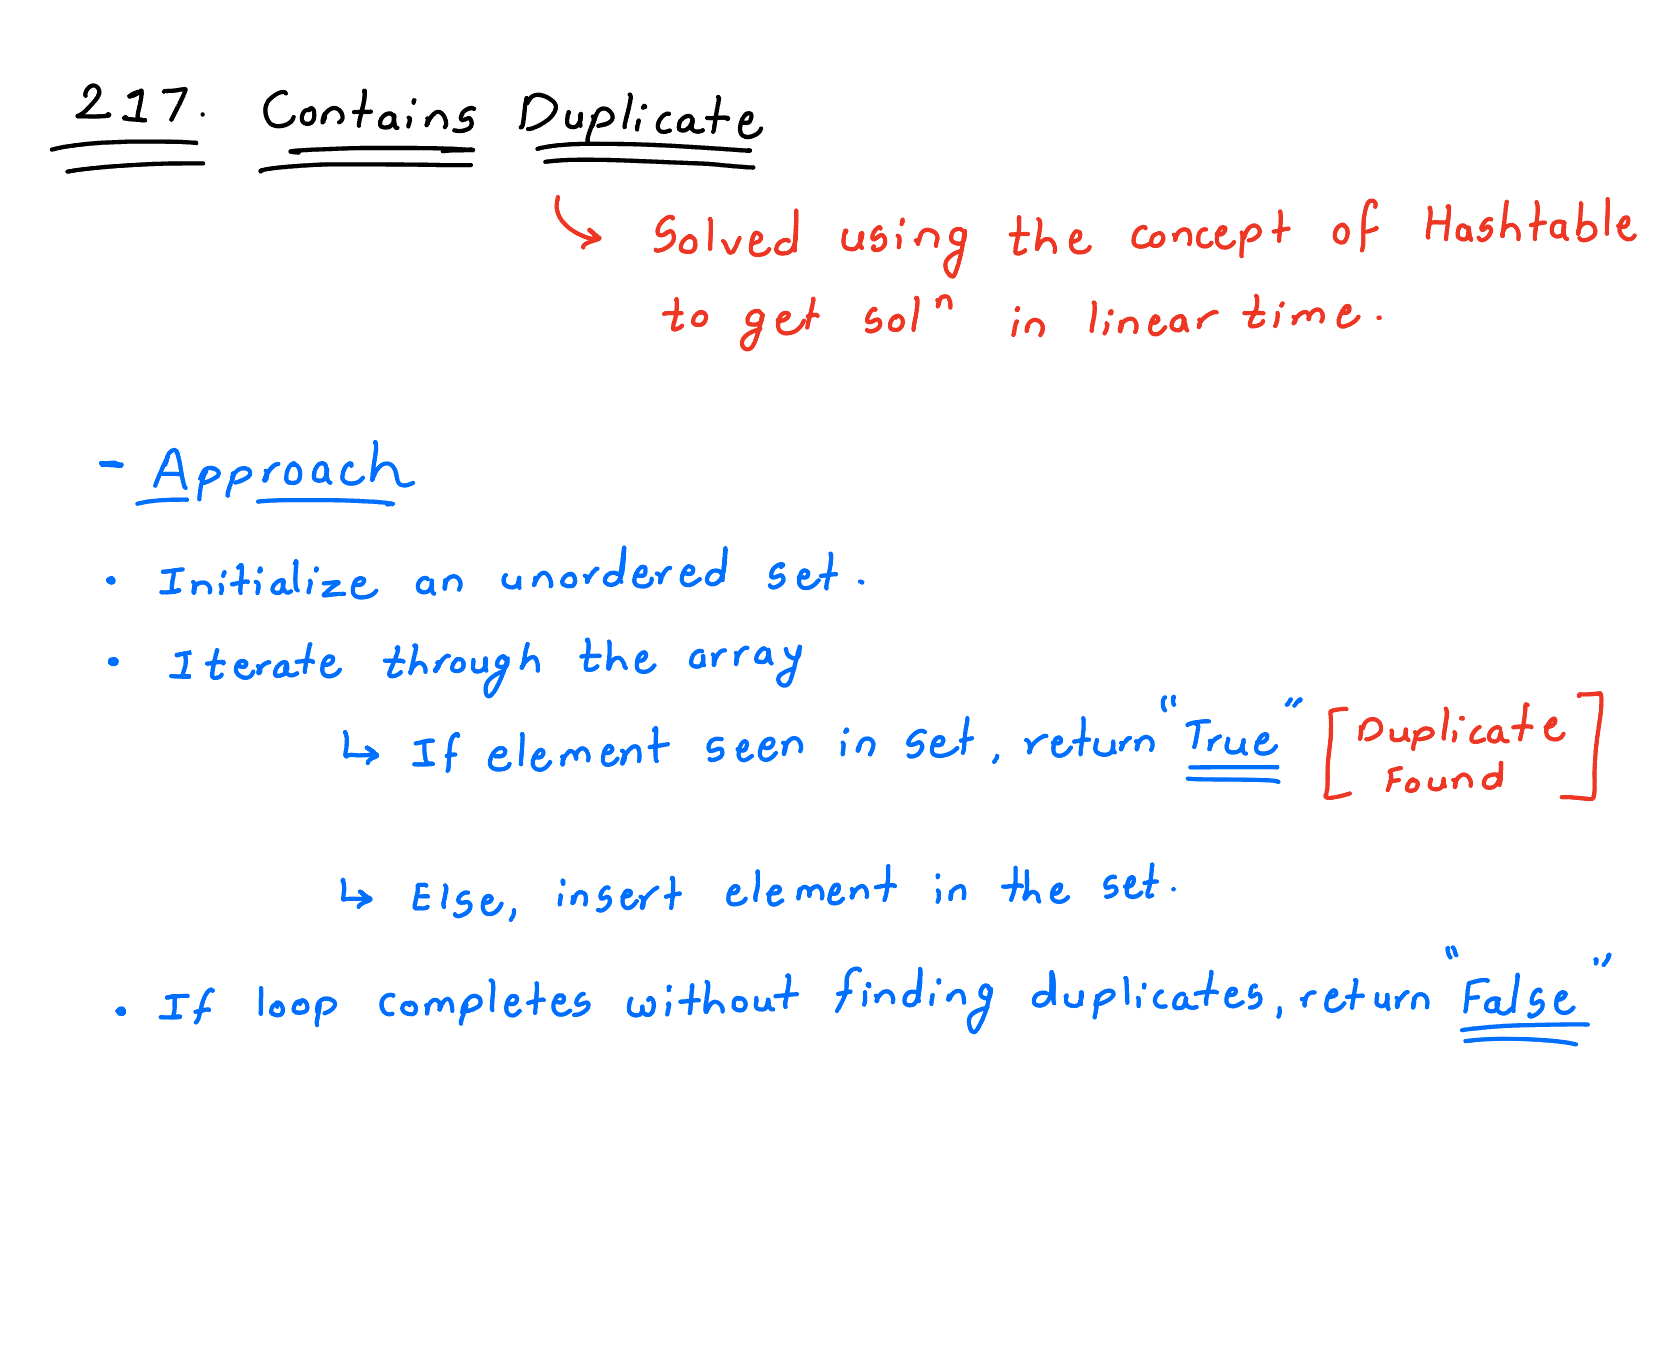 217. Contains Duplicate
↳ Solved using the concept of Hashtable
to get solⁿ in linear time.
- Approach
• Initialize an unordered set.
• Iterate through the array
↳ If element seen in set, return "True" [Duplicate
Found]
↳ Else, insert element in the set.
• If loop completes without finding duplicates, return "False"